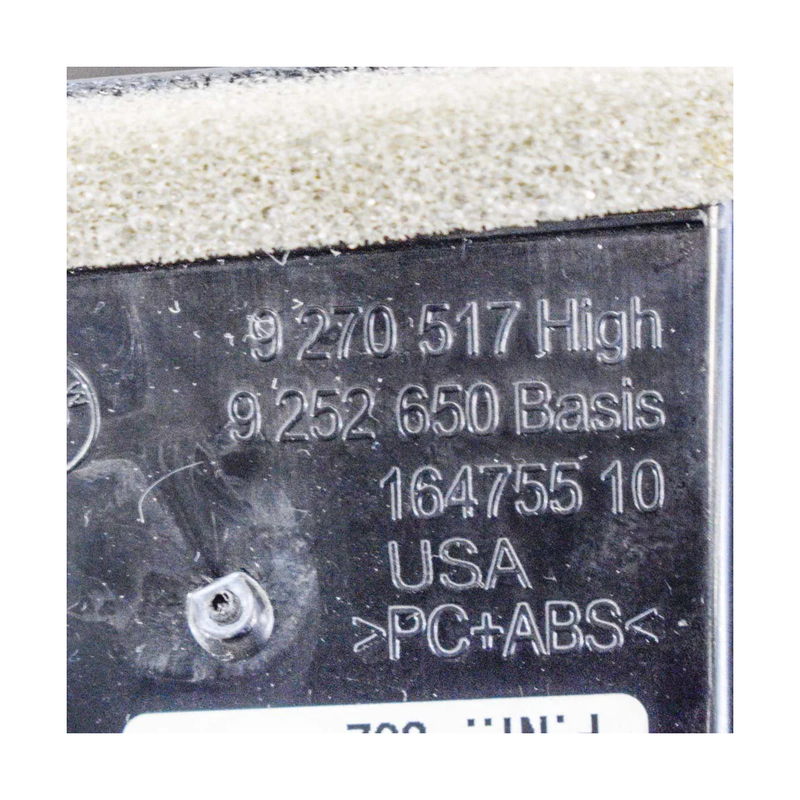 9 270 517 High
9 252 650 Basis
164755 10
USA
>PC+ABS<